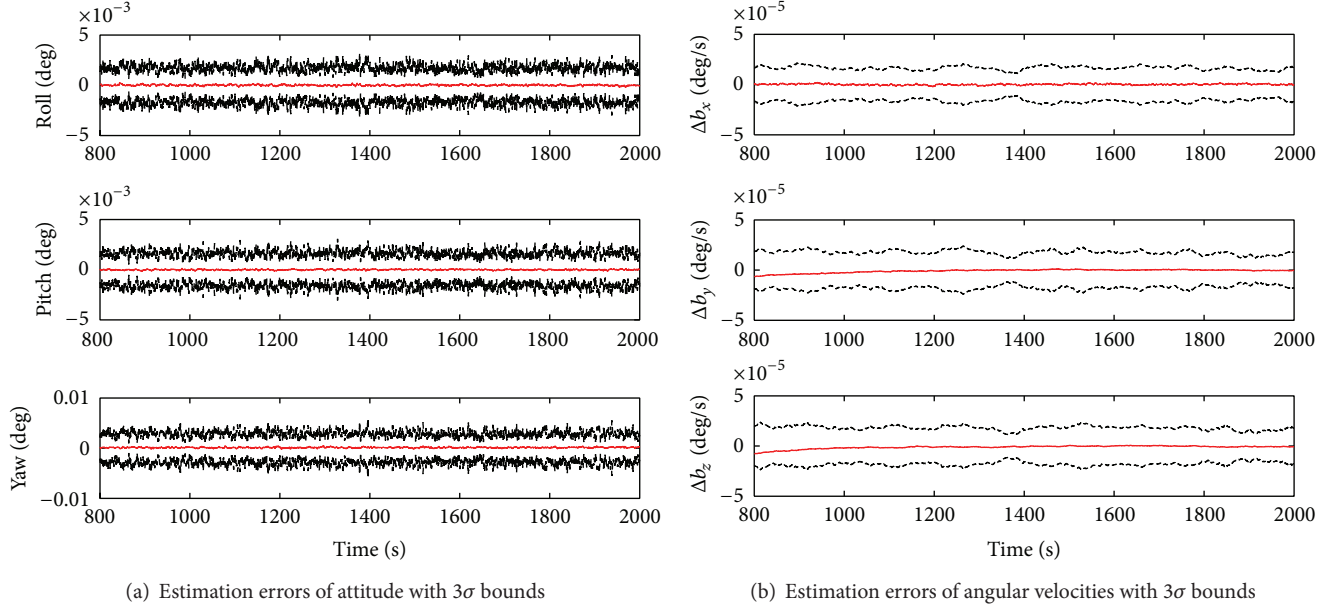 ×10⁻³
5
0
−5
Roll (deg)
800 1000 1200 1400 1600 1800 2000
×10⁻³
5
0
−5
Pitch (deg)
800 1000 1200 1400 1600 1800 2000
0.01
0
−0.01
Yaw (deg)
800 1000 1200 1400 1600 1800 2000
Time (s)
(a) Estimation errors of attitude with 3σ bounds
×10⁻⁵
5
0
−5
Δbₓ (deg/s)
800 1000 1200 1400 1600 1800 2000
×10⁻⁵
5
0
−5
Δb_y (deg/s)
800 1000 1200 1400 1600 1800 2000
×10⁻⁵
5
0
−5
Δb_z (deg/s)
800 1000 1200 1400 1600 1800 2000
Time (s)
(b) Estimation errors of angular velocities with 3σ bounds